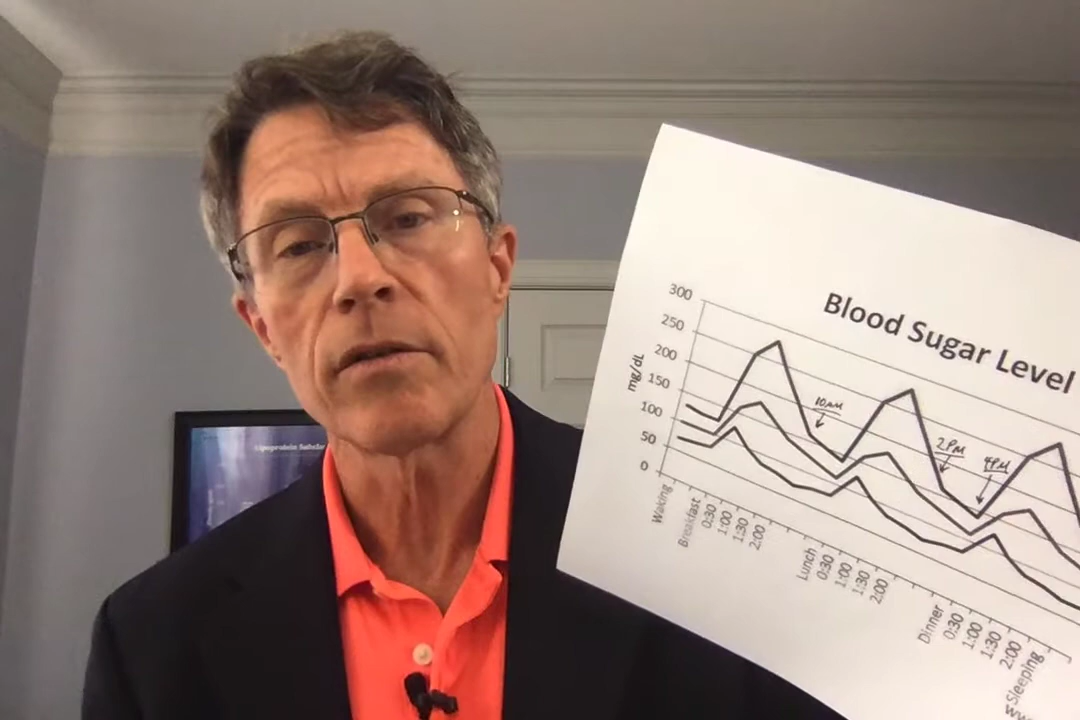 Blood Sugar Level
300
250
200
150
100
50
0
mg/dL
10AM
2PM
4PM
Waking
Breakfast
0:30
1:00
1:30
2:00
Lunch
0:30
1:00
1:30
2:00
Dinner
0:30
1:00
1:30
2:00
Sleeping
Lipoprotein